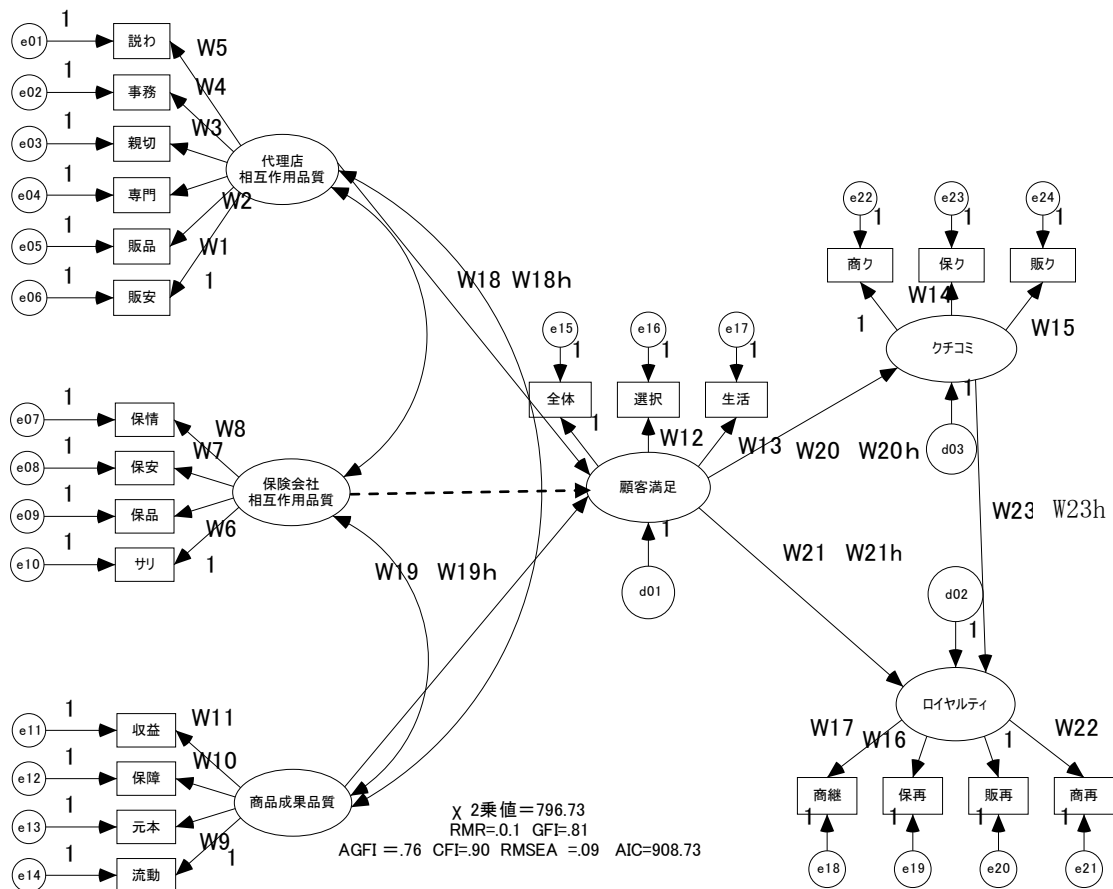 1
e01
説わ
W5
1
e02
事務
W4
1
e03
親切
W3
1
e04
専門
1
e05
販品
W2
1
e06
販安
W1
1
代理店
相互作用品質
1
e07
保情
W8
1
e08
保安
W7
1
e09
保品
1
e10
サリ
W6
1
保険会社
相互作用品質
1
e11
収益
W11
1
e12
保障
W10
1
e13
元本
1
e14
流動
W9
1
商品成果品質
W18 W18h
W19 W19h
e15
1
全体
1
e16
1
選択
W12
e17
1
生活
W13
顧客満足
1
d01
W20 W20h
W21 W21h
e22
1
商ク
1
e23
1
保ク
W14
e24
1
販ク
W15
クチコミ
1
d03
W23 W23h
d02
1
ロイヤルティ
W17
W16
1
W22
商継
保再
販再
商再
1
1
1
1
e18
e19
e20
e21
χ 2乗値=796.73
RMR=.0.1 GFI=.81
AGFI =.76 CFI=.90 RMSEA =.09 AIC=908.73